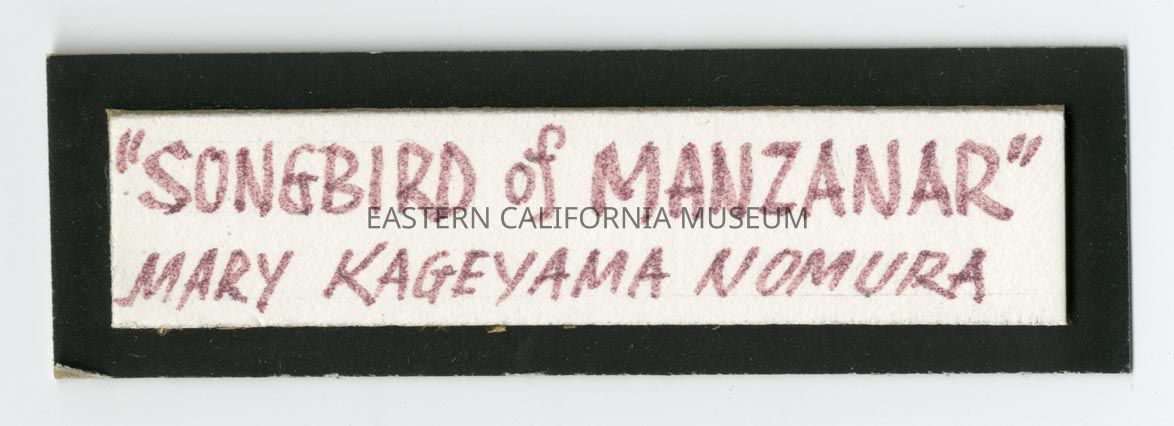 "SONGBIRD of MANZANAR"
EASTERN CALIFORNIA MUSEUM
MARY KAGEYAMA NOMURA